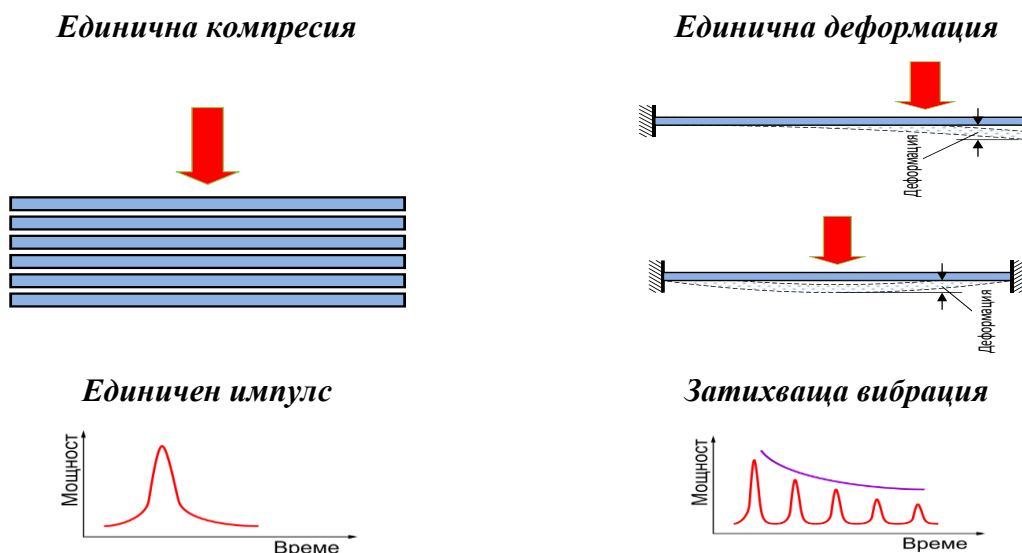 Единична компресия
Единична деформация
Деформация
Деформация
Единичен импулс
Затихваща вибрация
Мощност
Време
Мощност
Време